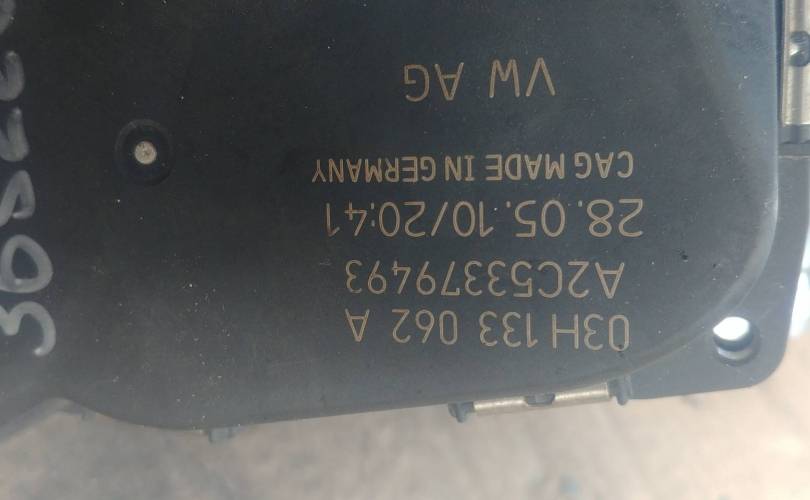 03H 133 062 A
A2C53379493
28.05.10/20:41
CAG MADE IN GERMANY
VW AG